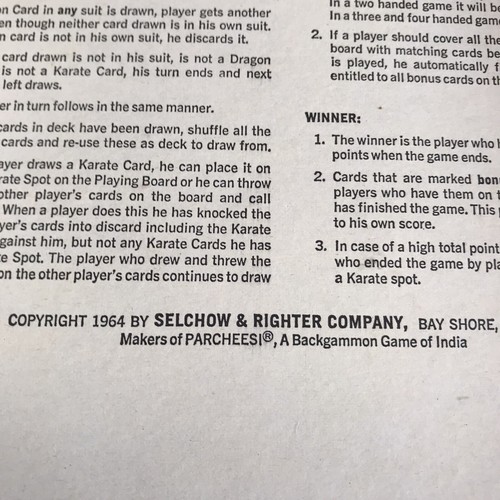 on Card in any suit is drawn, player gets another
en though neither card drawn is in his own suit.
n card is not in his own suit, he discards it.
card drawn is not in his suit, is not a Dragon
is not a Karate Card, his turn ends and next
left draws.
er in turn follows in the same manner.
cards in deck have been drawn, shuffle all the
cards and re-use these as deck to draw from.
ayer draws a Karate Card, he can place it on
rate Spot on the Playing Board or he can throw
other player's cards on the board and call
When a player does this he has knocked the
yer's cards into discard including the Karate
gainst him, but not any Karate Cards he has
e Spot. The player who drew and threw the
on the other player's cards continues to draw
In a two handed game it will be
In a three and four handed game
2. If a player should cover all the
board with matching cards be
is played, he automatically f
entitled to all bonus cards on th
WINNER:
1. The winner is the player who h
points when the game ends.
2. Cards that are marked bon
players who have them on t
has finished the game. This
to his own score.
3. In case of a high total point
who ended the game by pla
a Karate spot.
COPYRIGHT 1964 BY SELCHOW & RIGHTER COMPANY, BAY SHORE,
Makers of PARCHEESI®, A Backgammon Game of India